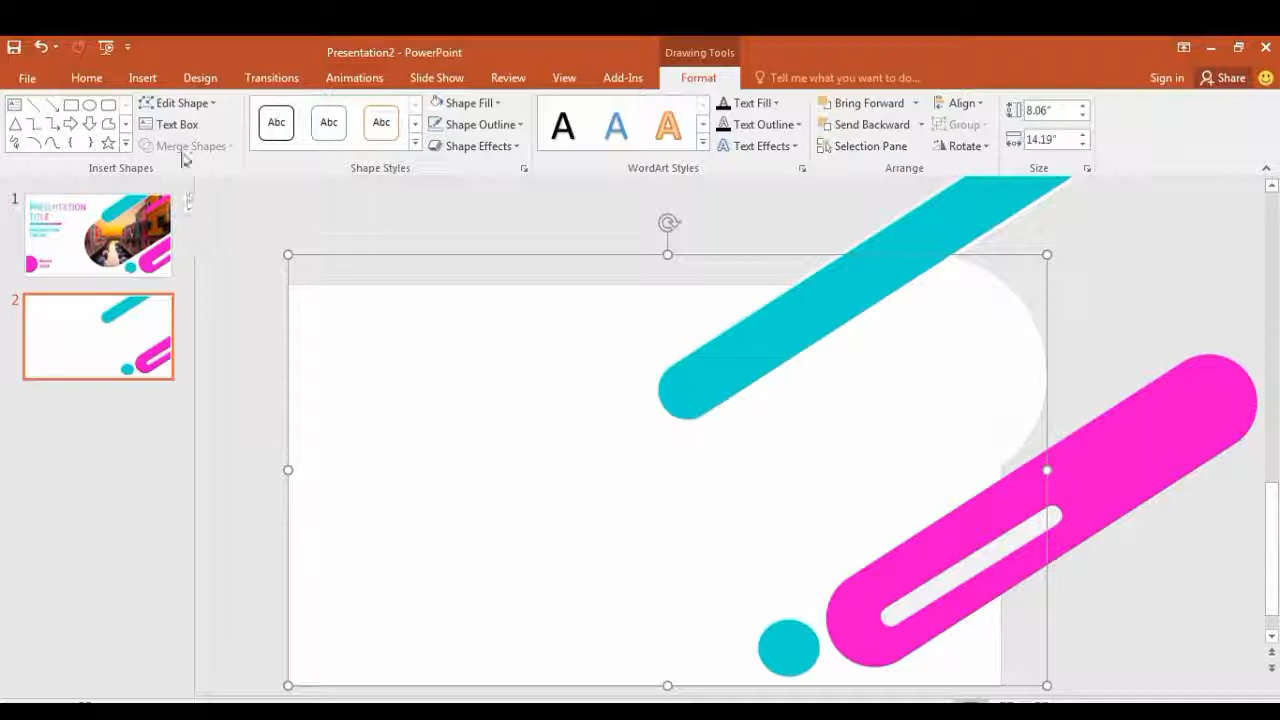 Presentation2 - PowerPoint
Drawing Tools
File Home Insert Design Transitions Animations Slide Show Review View Add-Ins Format Tell me what you want to do... Sign in Share
Edit Shape
Text Box
Merge Shapes
Insert Shapes
Abc Abc Abc
Shape Fill
Shape Outline
Shape Effects
Shape Styles
A A A
Text Fill
Text Outline
Text Effects
WordArt Styles
Bring Forward
Send Backward
Selection Pane
Align
Group
Rotate
Arrange
8.06"
14.19"
Size
1
PRESENTATION
TITLE
2